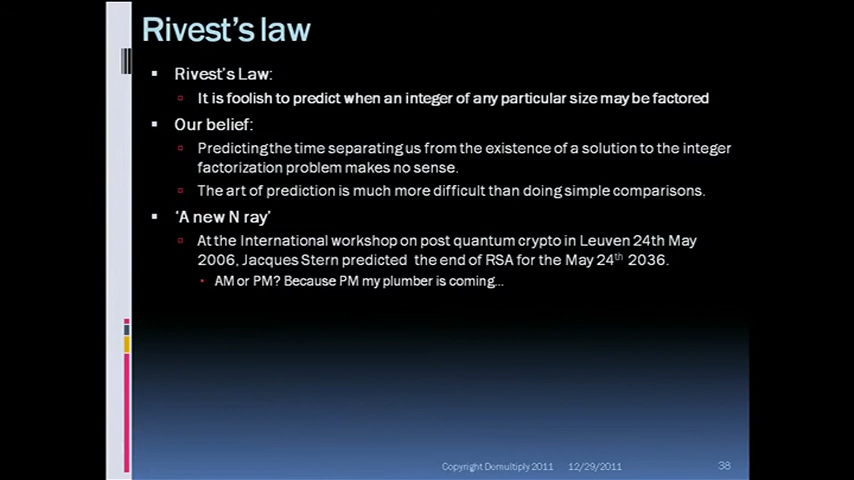 Rivest's law
Rivest's Law:
It is foolish to predict when an integer of any particular size may be factored
Our belief:
Predicting the time separating us from the existence of a solution to the integer
factorization problem makes no sense.
The art of prediction is much more difficult than doing simple comparisons.
'A new N ray'
At the International workshop on post quantum crypto in Leuven 24th May
2006, Jacques Stern predicted the end of RSA for the May 24th 2036.
AM or PM? Because PM my plumber is coming...
Copyright Domultiply 2011 12/29/2011 38